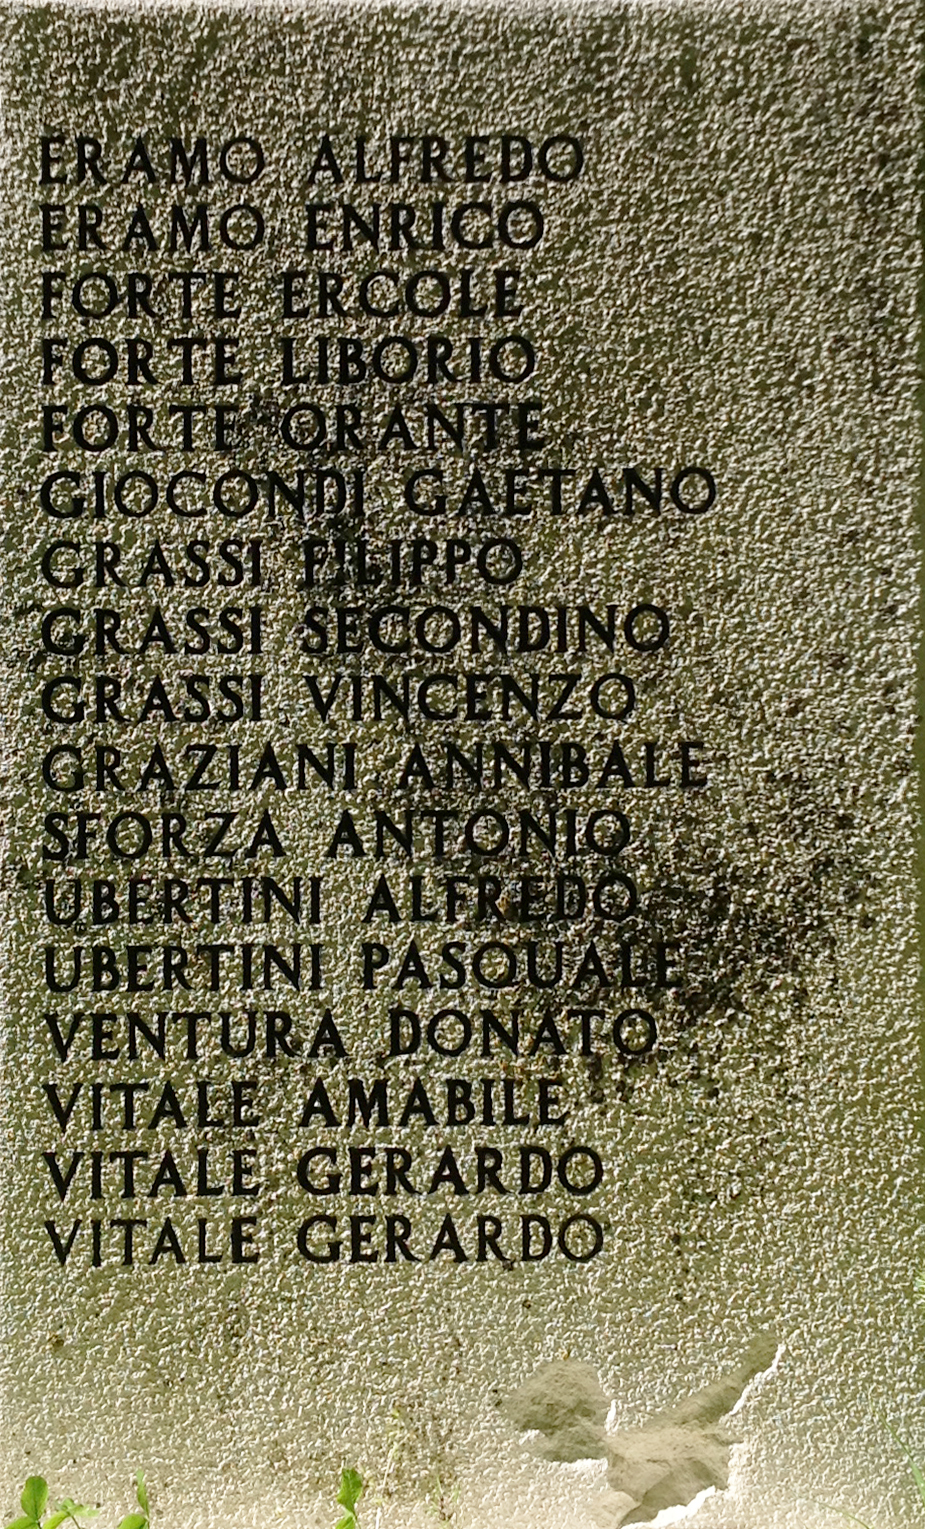 ERAMO ALFREDO
ERAMO ENRICO
FORTE ERCOLE
FORTE LIBORIO
FORTE ORANTE
GIOCONDI GAETANO
GRASSI FILIPPO
GRASSI SECONDINO
GRASSI VINCENZO
GRAZIANI ANNIBALE
SFORZA ANTONIO
UBERTINI ALFREDO
UBERTINI PASQUALE
VENTURA DONATO
VITALE AMABILE
VITALE GERARDO
VITALE GERARDO